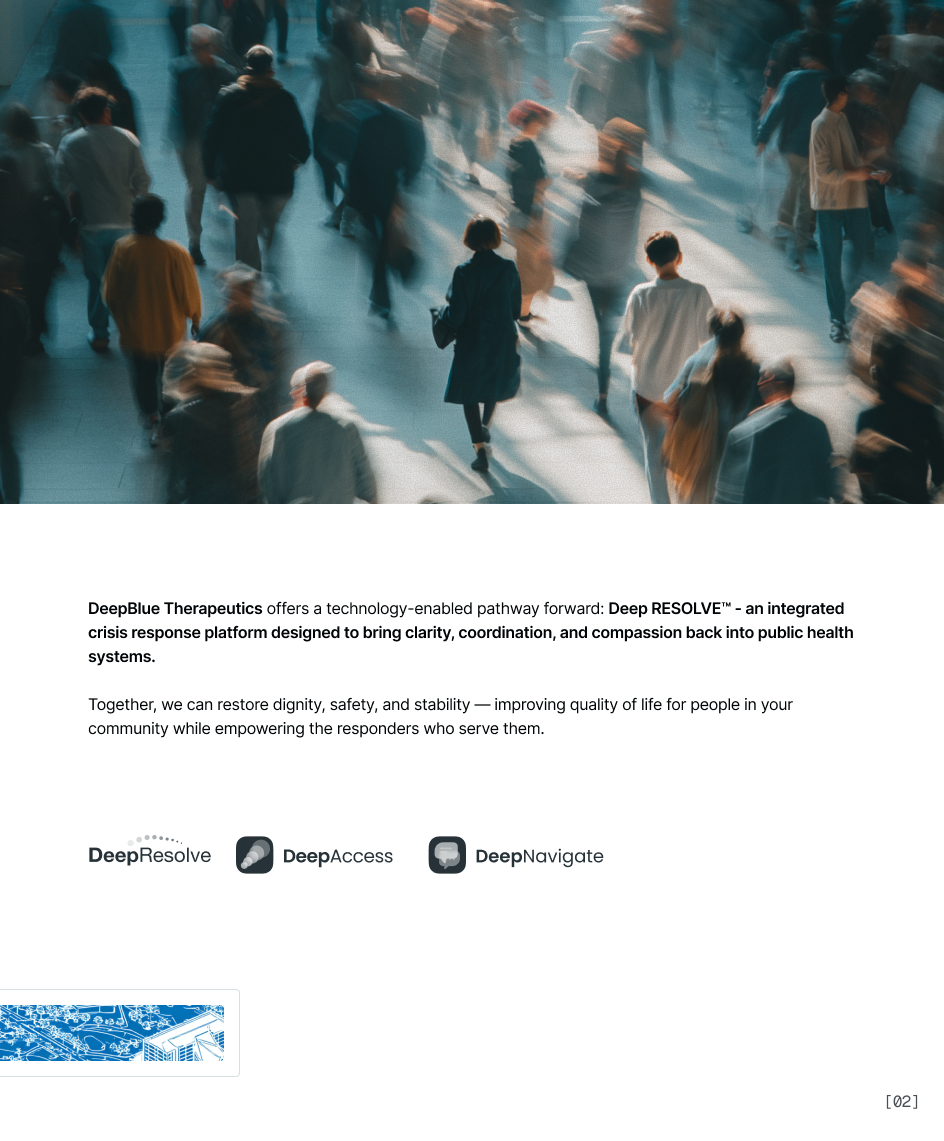 DeepBlue Therapeutics offers a technology-enabled pathway forward: Deep RESOLVE™ - an integrated
crisis response platform designed to bring clarity, coordination, and compassion back into public health
systems.
Together, we can restore dignity, safety, and stability — improving quality of life for people in your
community while empowering the responders who serve them.
DeepResolve DeepAccess DeepNavigate
[02]